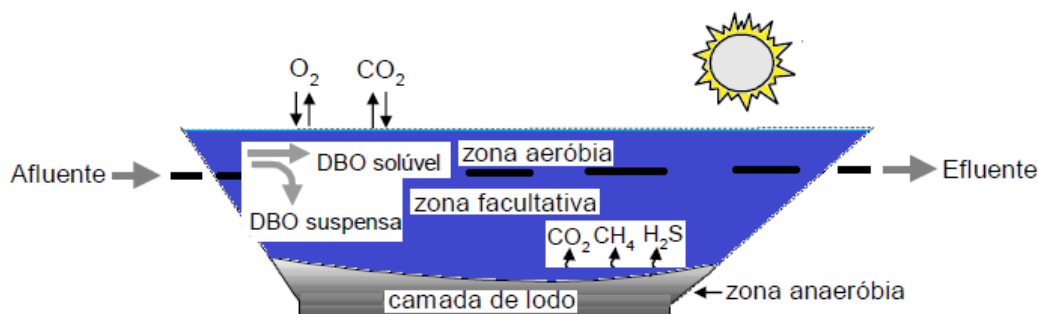 O₂ CO₂
Afluente
DBO solúvel
zona aeróbia
Efluente
DBO suspensa
zona facultativa
CO₂ CH₄ H₂S
camada de lodo
zona anaeróbia